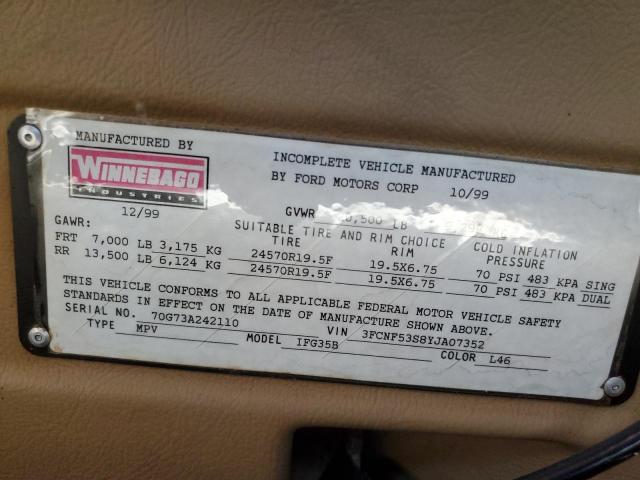 MANUFACTURED BY
WINNEBAGO
INDUSTRIES
12/99
INCOMPLETE VEHICLE MANUFACTURED
BY FORD MOTORS CORP 10/99
GVWR 0,500 LB
GAWR:
SUITABLE TIRE AND RIM CHOICE
TIRE RIM COLD INFLATION PRESSURE
FRT 7,000 LB 3,175 KG 24570R19.5F 19.5X6.75 70 PSI 483 KPA SING
RR 13,500 LB 6,124 KG 24570R19.5F 19.5X6.75 70 PSI 483 KPA DUAL
THIS VEHICLE CONFORMS TO ALL APPLICABLE FEDERAL MOTOR VEHICLE SAFETY
STANDARDS IN EFFECT ON THE DATE OF MANUFACTURE SHOWN ABOVE.
SERIAL NO. 70G73A242110 VIN 3FCNF53S8YJA07352
TYPE MPV MODEL IFG35B COLOR L46